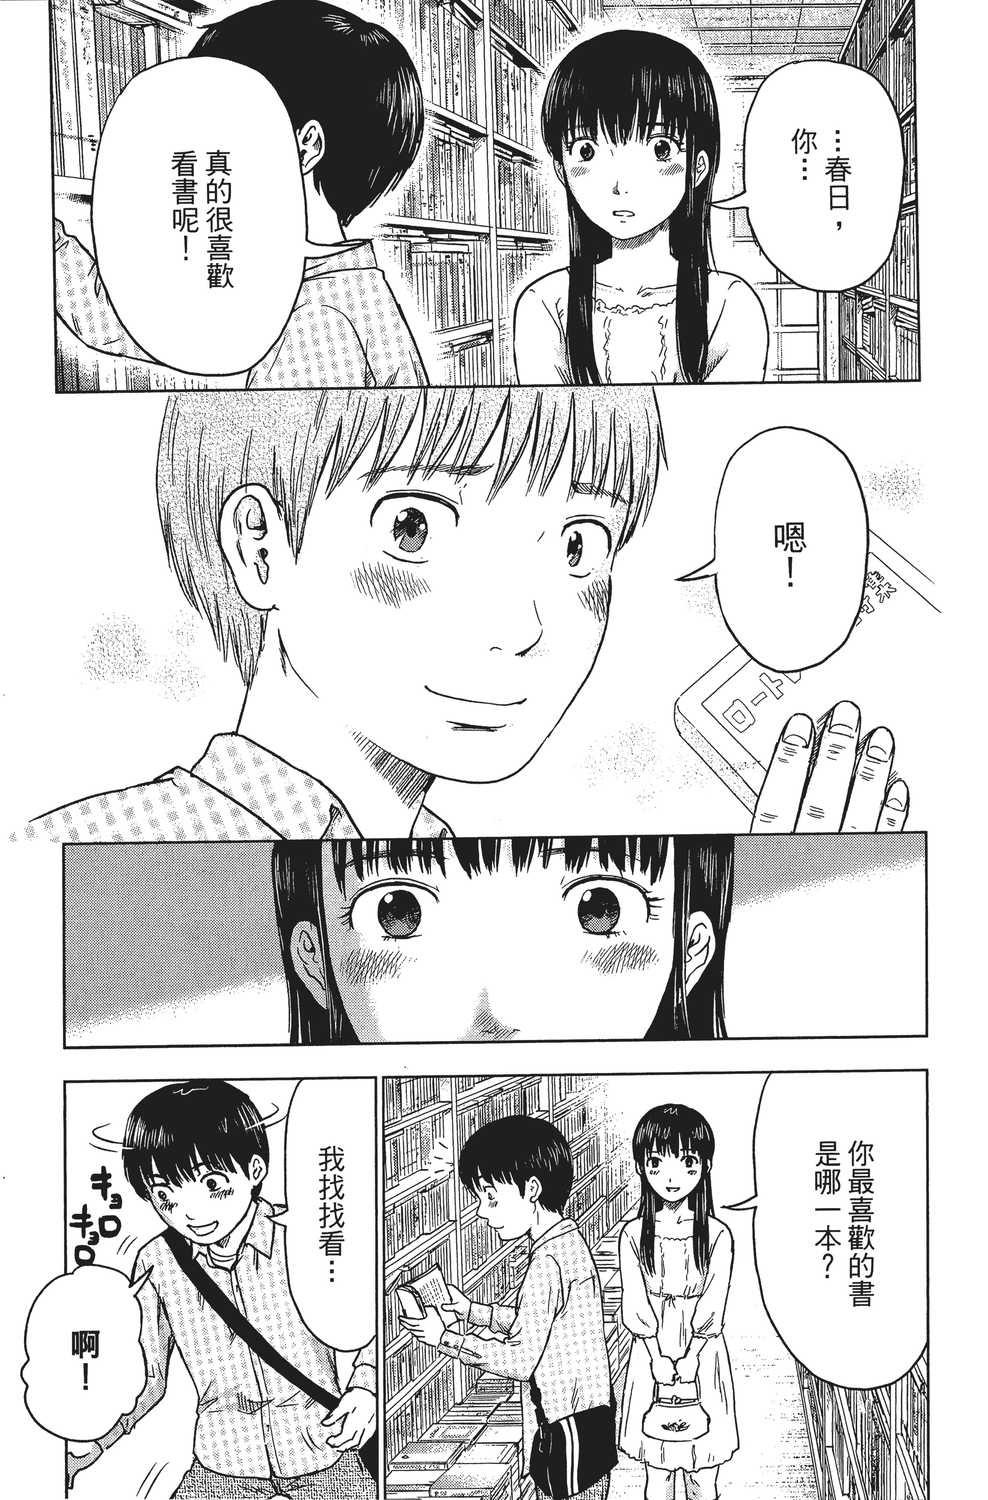 …春日，
你…
真的很喜歡
看書呢！
嗯！
你最喜歡的書
是哪一本？
我找找看…
キョロ
キョロ
啊！